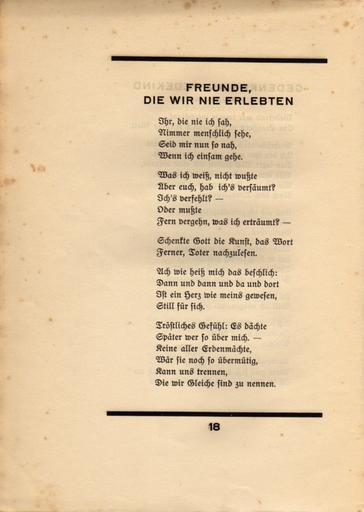 FREUNDE,
DIE WIR NIE ERLEBTEN
Ihr, die nie ich sah,
Nimmer menschlich sehe,
Seid mir nun so nah,
Wenn ich einsam gehe.
Was ich weiß, nicht wußte
Aber euch, hab ich's versäumt?
Ich's verfehlt? —
Oder mußte
Fern vergehn, was ich erträumt? —
Schenkte Gott die Kunst, das Wort
Ferner, Toter nachzulesen.
Ach wie heiß mich das beschlich:
Dann und dann und da und dort
Ist ein Herz wie meins gewesen,
Still für sich.
Tröstliches Gefühl: Es dächte
Später wer so über mich. —
Keine aller Erdenmächte,
Wär sie noch so übermütig,
Kann uns trennen,
Die wir Gleiche sind zu nennen.
18